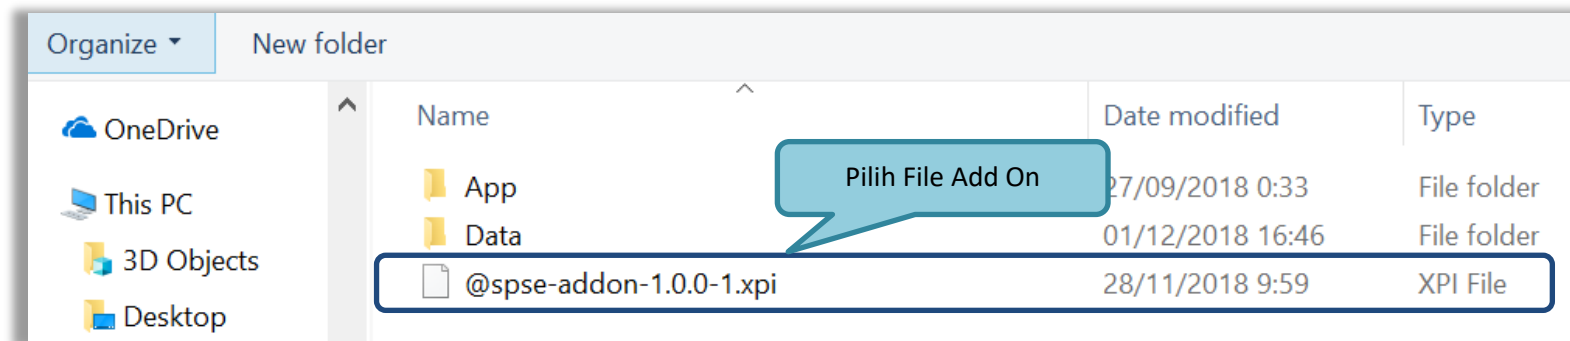 Organize New folder
OneDrive
This PC
3D Objects
Desktop
Name Date modified Type
App 27/09/2018 0:33 File folder
Data 01/12/2018 16:46 File folder
@spse-addon-1.0.0-1.xpi 28/11/2018 9:59 XPI File
Pilih File Add On